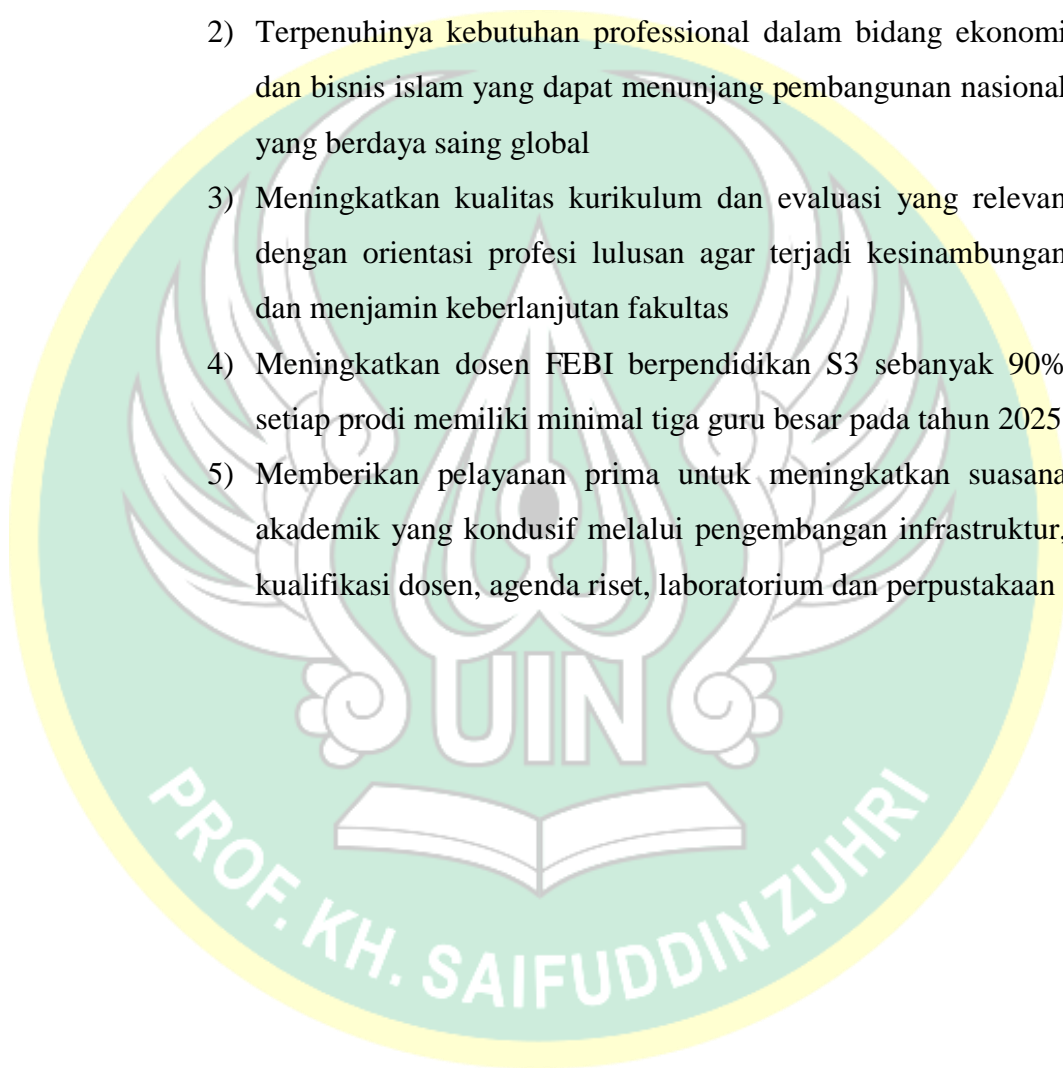 2) Terpenuhinya kebutuhan professional dalam bidang ekonomi
dan bisnis islam yang dapat menunjang pembangunan nasional
yang berdaya saing global
3) Meningkatkan kualitas kurikulum dan evaluasi yang relevan
dengan orientasi profesi lulusan agar terjadi kesinambungan
dan menjamin keberlanjutan fakultas
4) Meningkatkan dosen FEBI berpendidikan S3 sebanyak 90%
setiap prodi memiliki minimal tiga guru besar pada tahun 2025
5) Memberikan pelayanan prima untuk meningkatkan suasana
akademik yang kondusif melalui pengembangan infrastruktur,
kualifikasi dosen, agenda riset, laboratorium dan perpustakaan
UIN
PROF. KH. SAIFUDDIN ZUHRI